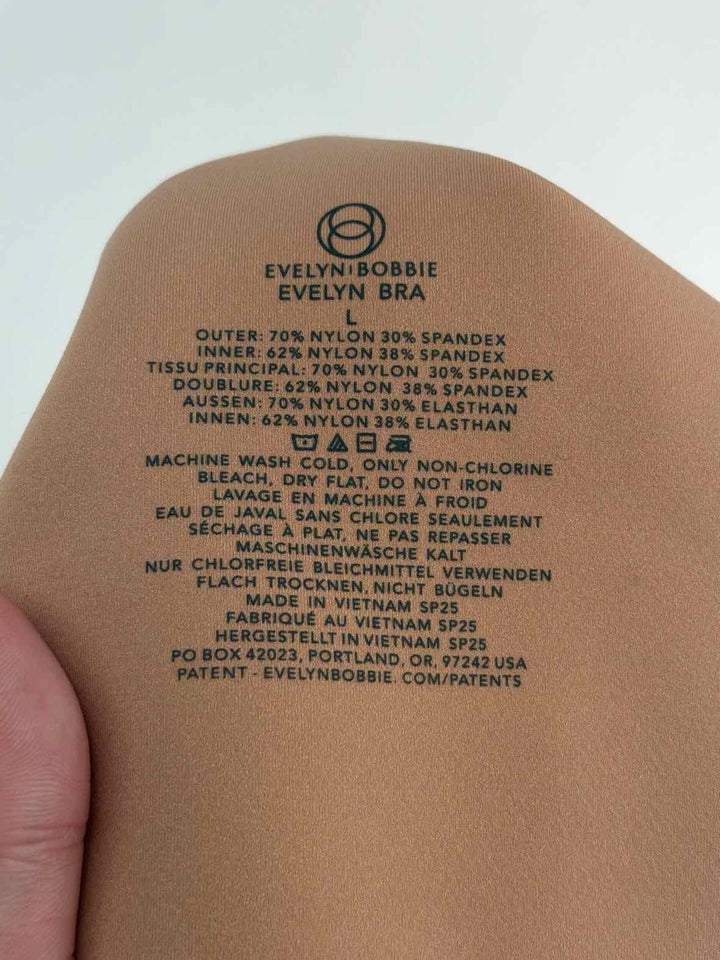 EVELYN BOBBIE
EVELYN BRA
L
OUTER: 70% NYLON 30% SPANDEX
INNER: 62% NYLON 38% SPANDEX
TISSU PRINCIPAL: 70% NYLON 30% SPANDEX
DOUBLURE: 62% NYLON 38% SPANDEX
AUSSEN: 70% NYLON 30% ELASTHAN
INNEN: 62% NYLON 38% ELASTHAN
MACHINE WASH COLD, ONLY NON-CHLORINE
BLEACH, DRY FLAT, DO NOT IRON
LAVAGE EN MACHINE À FROID
EAU DE JAVAL SANS CHLORE SEAULEMENT
SÉCHAGE À PLAT, NE PAS REPASSER
MASCHINENWÄSCHE KALT
NUR CHLORFREIE BLEICHMITTEL VERWENDEN
FLACH TROCKNEN, NICHT BÜGELN
MADE IN VIETNAM SP25
FABRIQUÉ AU VIETNAM SP25
HERGESTELLT IN VIETNAM SP25
PO BOX 42023, PORTLAND, OR, 97242 USA
PATENT - EVELYNBOBBIE. COM/PATENTS